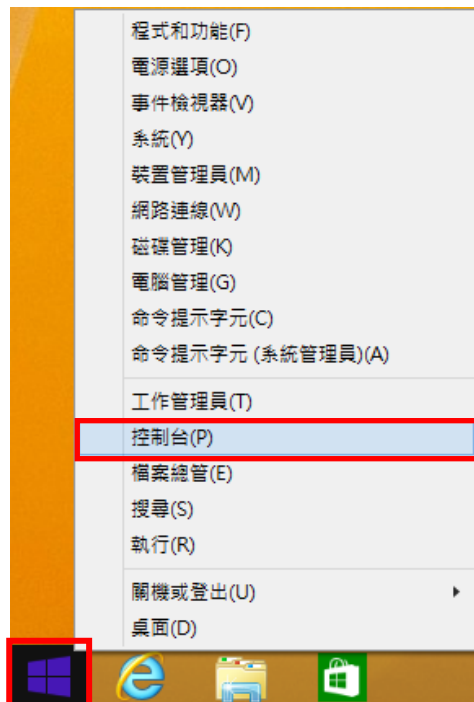 程式和功能(F)
電源選項(O)
事件檢視器(V)
系統(Y)
裝置管理員(M)
網路連線(W)
磁碟管理(K)
電腦管理(G)
命令提示字元(C)
命令提示字元 (系統管理員)(A)
工作管理員(T)
控制台(P)
檔案總管(E)
搜尋(S)
執行(R)
關機或登出(U)
桌面(D)